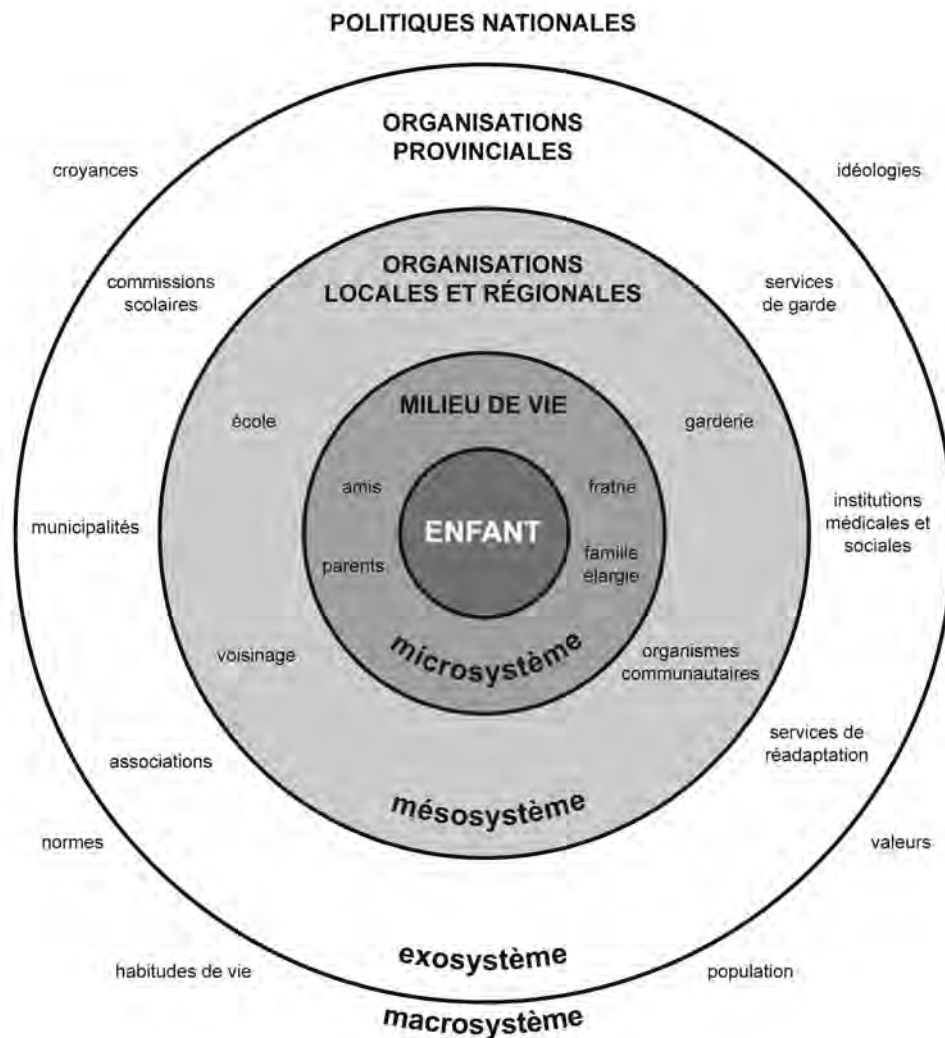 POLITIQUES NATIONALES
ORGANISATIONS
PROVINCIALES
croyances
idéologies
commissions
scolaires
ORGANISATIONS
LOCALES ET RÉGIONALES
services
de garde
école
MILIEU DE VIE
garderie
amis
fratrie
municipalités
ENFANT
institutions
médicales et
sociales
parents
famille
élargie
voisinage
microsystème
organismes
communautaires
associations
services de
réadaptation
mésosystème
normes
valeurs
habitudes de vie
exosystème
population
macrosystème